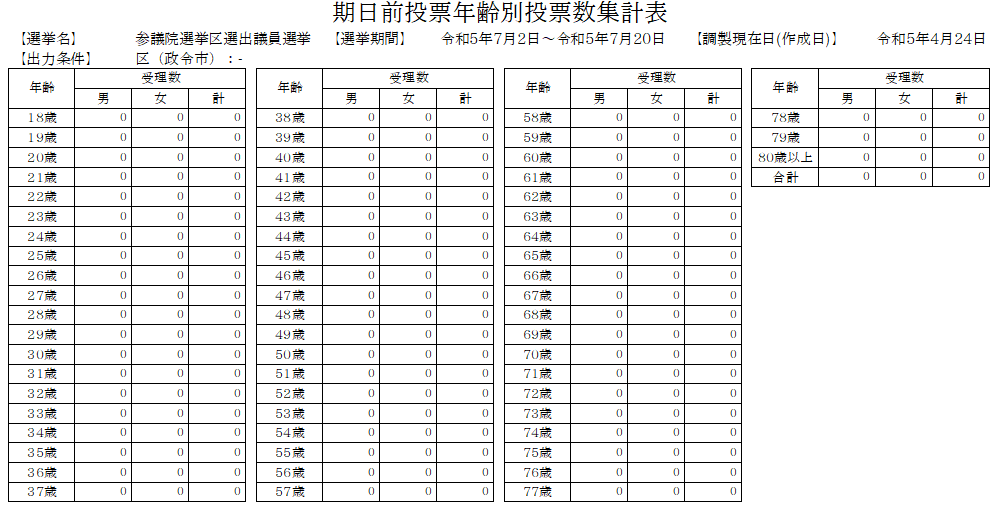 期日前投票年齢別投票数集計表
【選挙名】 参議院選挙区選出議員選挙 【選挙期間】 令和5年7月2日～令和5年7月20日 【調製現在日(作成日)】 令和5年4月24日
【出力条件】 区（政令市）：-
年齢 受理数 年齢 受理数 年齢 受理数 年齢 受理数
男 女 計 男 女 計 男 女 計 男 女 計
18歳 0 0 0 38歳 0 0 0 58歳 0 0 0 78歳 0 0 0
19歳 0 0 0 39歳 0 0 0 59歳 0 0 0 79歳 0 0 0
20歳 0 0 0 40歳 0 0 0 60歳 0 0 0 80歳以上 0 0 0
21歳 0 0 0 41歳 0 0 0 61歳 0 0 0 合計 0 0 0
22歳 0 0 0 42歳 0 0 0 62歳 0 0 0
23歳 0 0 0 43歳 0 0 0 63歳 0 0 0
24歳 0 0 0 44歳 0 0 0 64歳 0 0 0
25歳 0 0 0 45歳 0 0 0 65歳 0 0 0
26歳 0 0 0 46歳 0 0 0 66歳 0 0 0
27歳 0 0 0 47歳 0 0 0 67歳 0 0 0
28歳 0 0 0 48歳 0 0 0 68歳 0 0 0
29歳 0 0 0 49歳 0 0 0 69歳 0 0 0
30歳 0 0 0 50歳 0 0 0 70歳 0 0 0
31歳 0 0 0 51歳 0 0 0 71歳 0 0 0
32歳 0 0 0 52歳 0 0 0 72歳 0 0 0
33歳 0 0 0 53歳 0 0 0 73歳 0 0 0
34歳 0 0 0 54歳 0 0 0 74歳 0 0 0
35歳 0 0 0 55歳 0 0 0 75歳 0 0 0
36歳 0 0 0 56歳 0 0 0 76歳 0 0 0
37歳 0 0 0 57歳 0 0 0 77歳 0 0 0